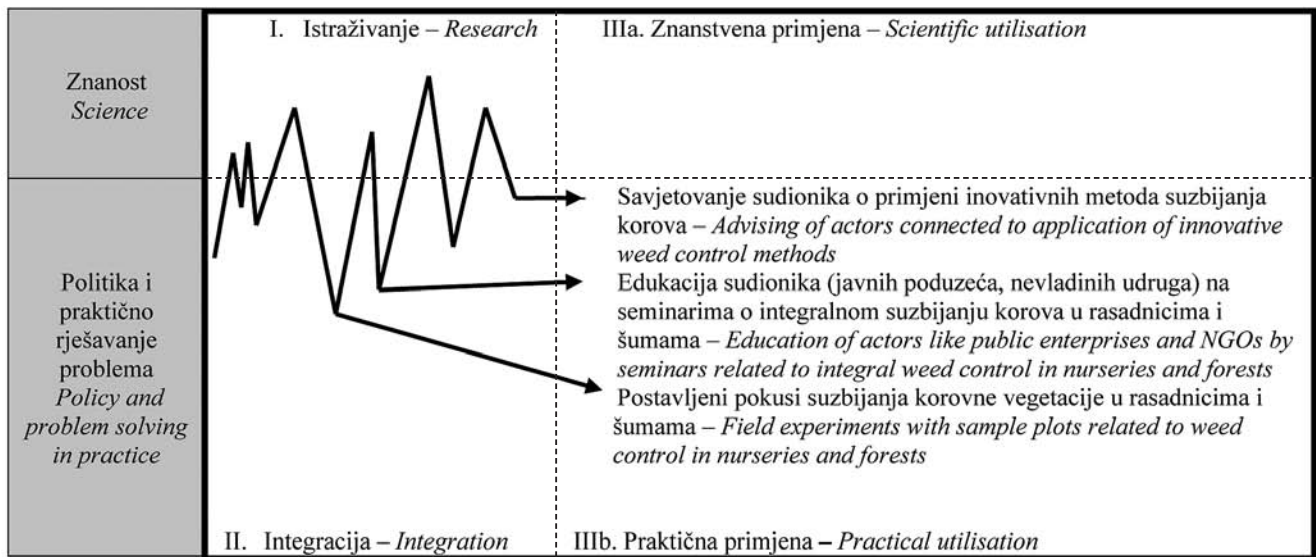 I. Istraživanje – Research
IIIa. Znanstvena primjena – Scientific utilisation
Znanost
Science
Politika i
praktično
rješavanje
problema
Policy and
problem solving
in practice
Savjetovanje sudionika o primjeni inovativnih metoda suzbijanja
korova – Advising of actors connected to application of innovative
weed control methods
Edukacija sudionika (javnih poduzeća, nevladinih udruga) na
seminarima o integralnom suzbijanju korova u rasadnicima i
šumama – Education of actors like public enterprises and NGOs by
seminars related to integral weed control in nurseries and forests
Postavljeni pokusi suzbijanja korovne vegetacije u rasadnicima i
šumama – Field experiments with sample plots related to weed
control in nurseries and forests
II. Integracija – Integration
IIIb. Praktična primjena – Practical utilisation